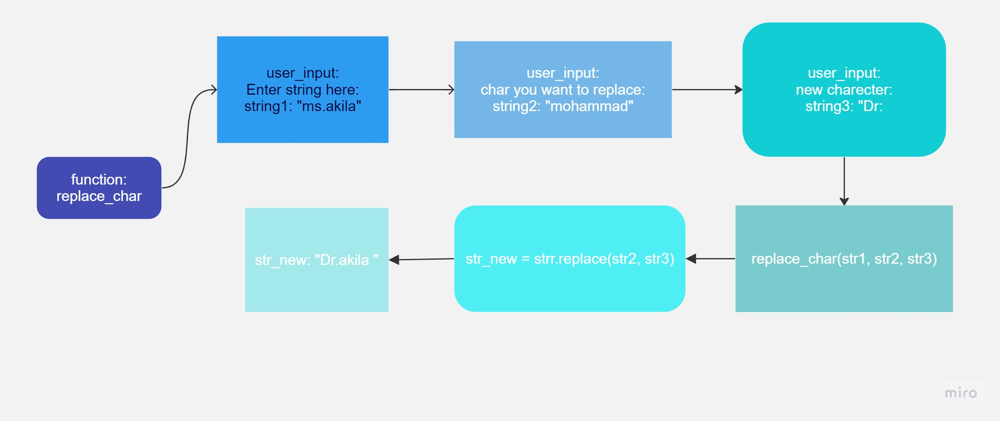 function:
replace_char
user_input:
Enter string here:
string1: "ms.akila"
user_input:
char you want to replace:
string2: "mohammad"
user_input:
new charecter:
string3: "Dr:
replace_char(str1, str2, str3)
str_new = strr.replace(str2, str3)
str_new: "Dr.akila "
miro